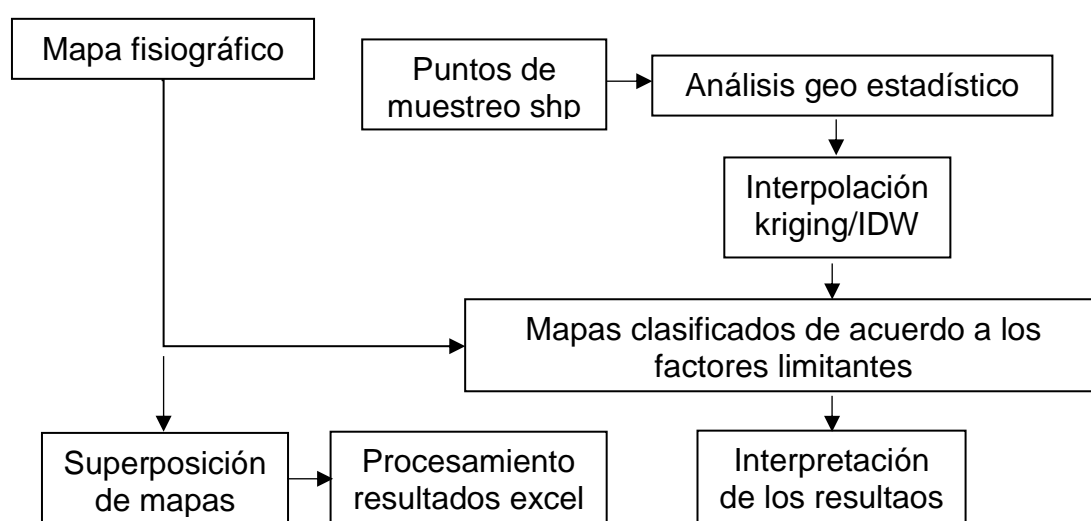 Mapa fisiográfico
Puntos de
muestreo shp
Análisis geo estadístico
Interpolación
kriging/IDW
Mapas clasificados de acuerdo a los
factores limitantes
Superposición
de mapas
Procesamiento
resultados excel
Interpretación
de los resultaos